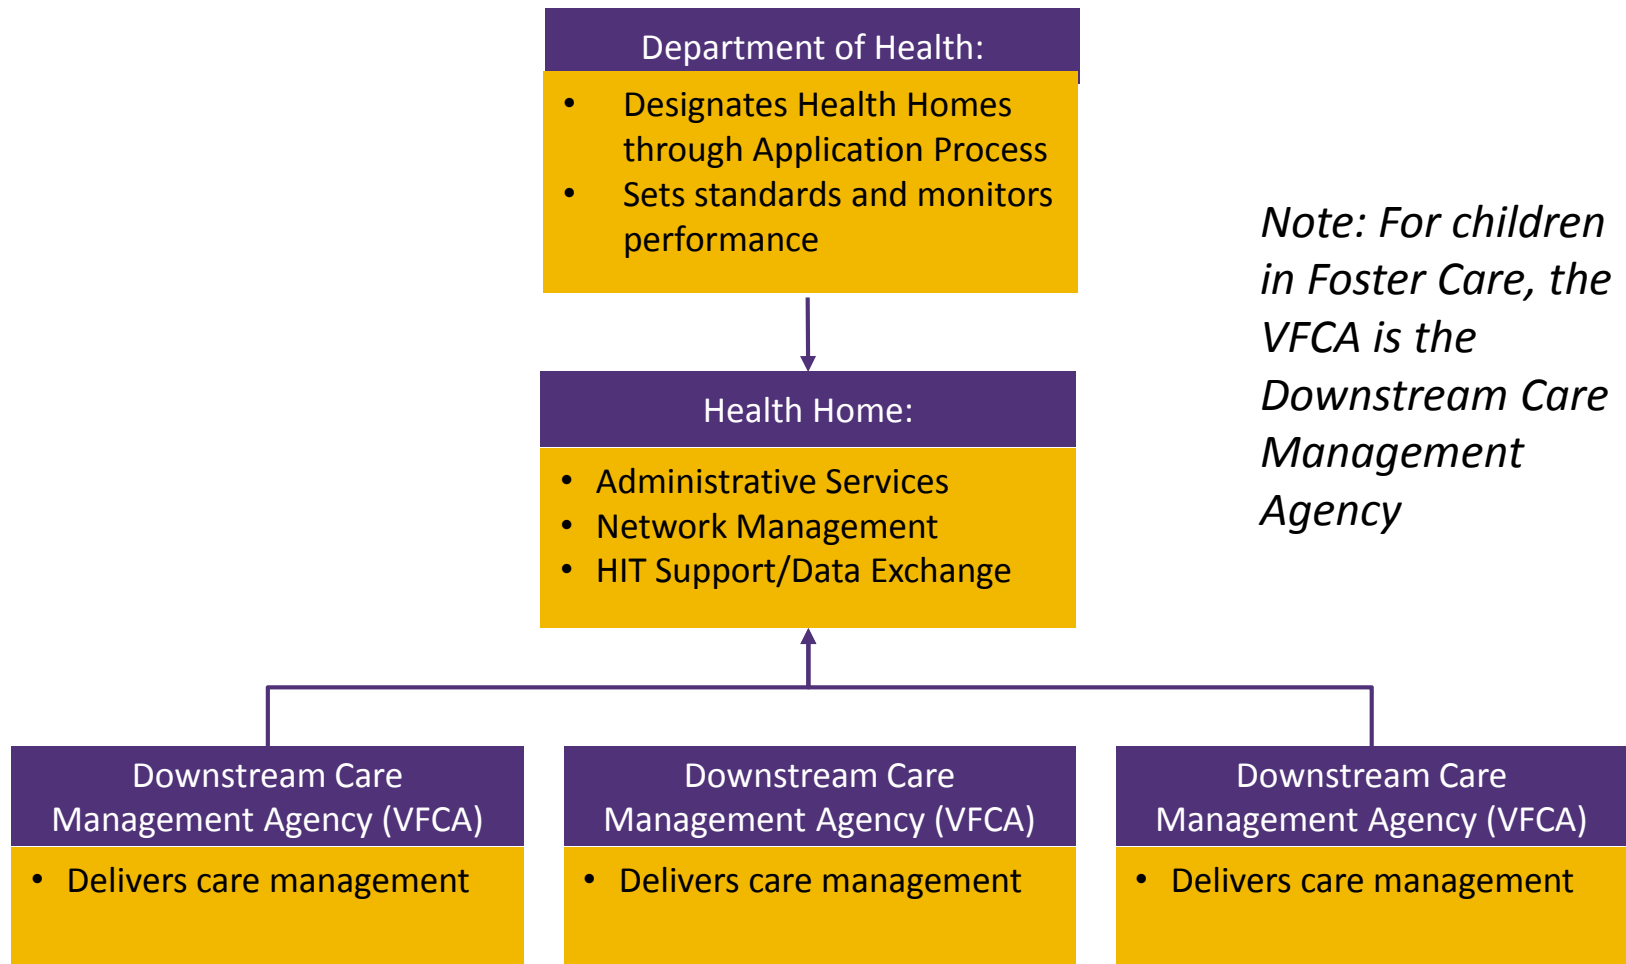 Department of Health:
• Designates Health Homes
through Application Process
• Sets standards and monitors
performance
Note: For children
in Foster Care, the
VFCA is the
Downstream Care
Management
Agency
Health Home:
• Administrative Services
• Network Management
• HIT Support/Data Exchange
Downstream Care
Management Agency (VFCA)
• Delivers care management
Downstream Care
Management Agency (VFCA)
• Delivers care management
Downstream Care
Management Agency (VFCA)
• Delivers care management